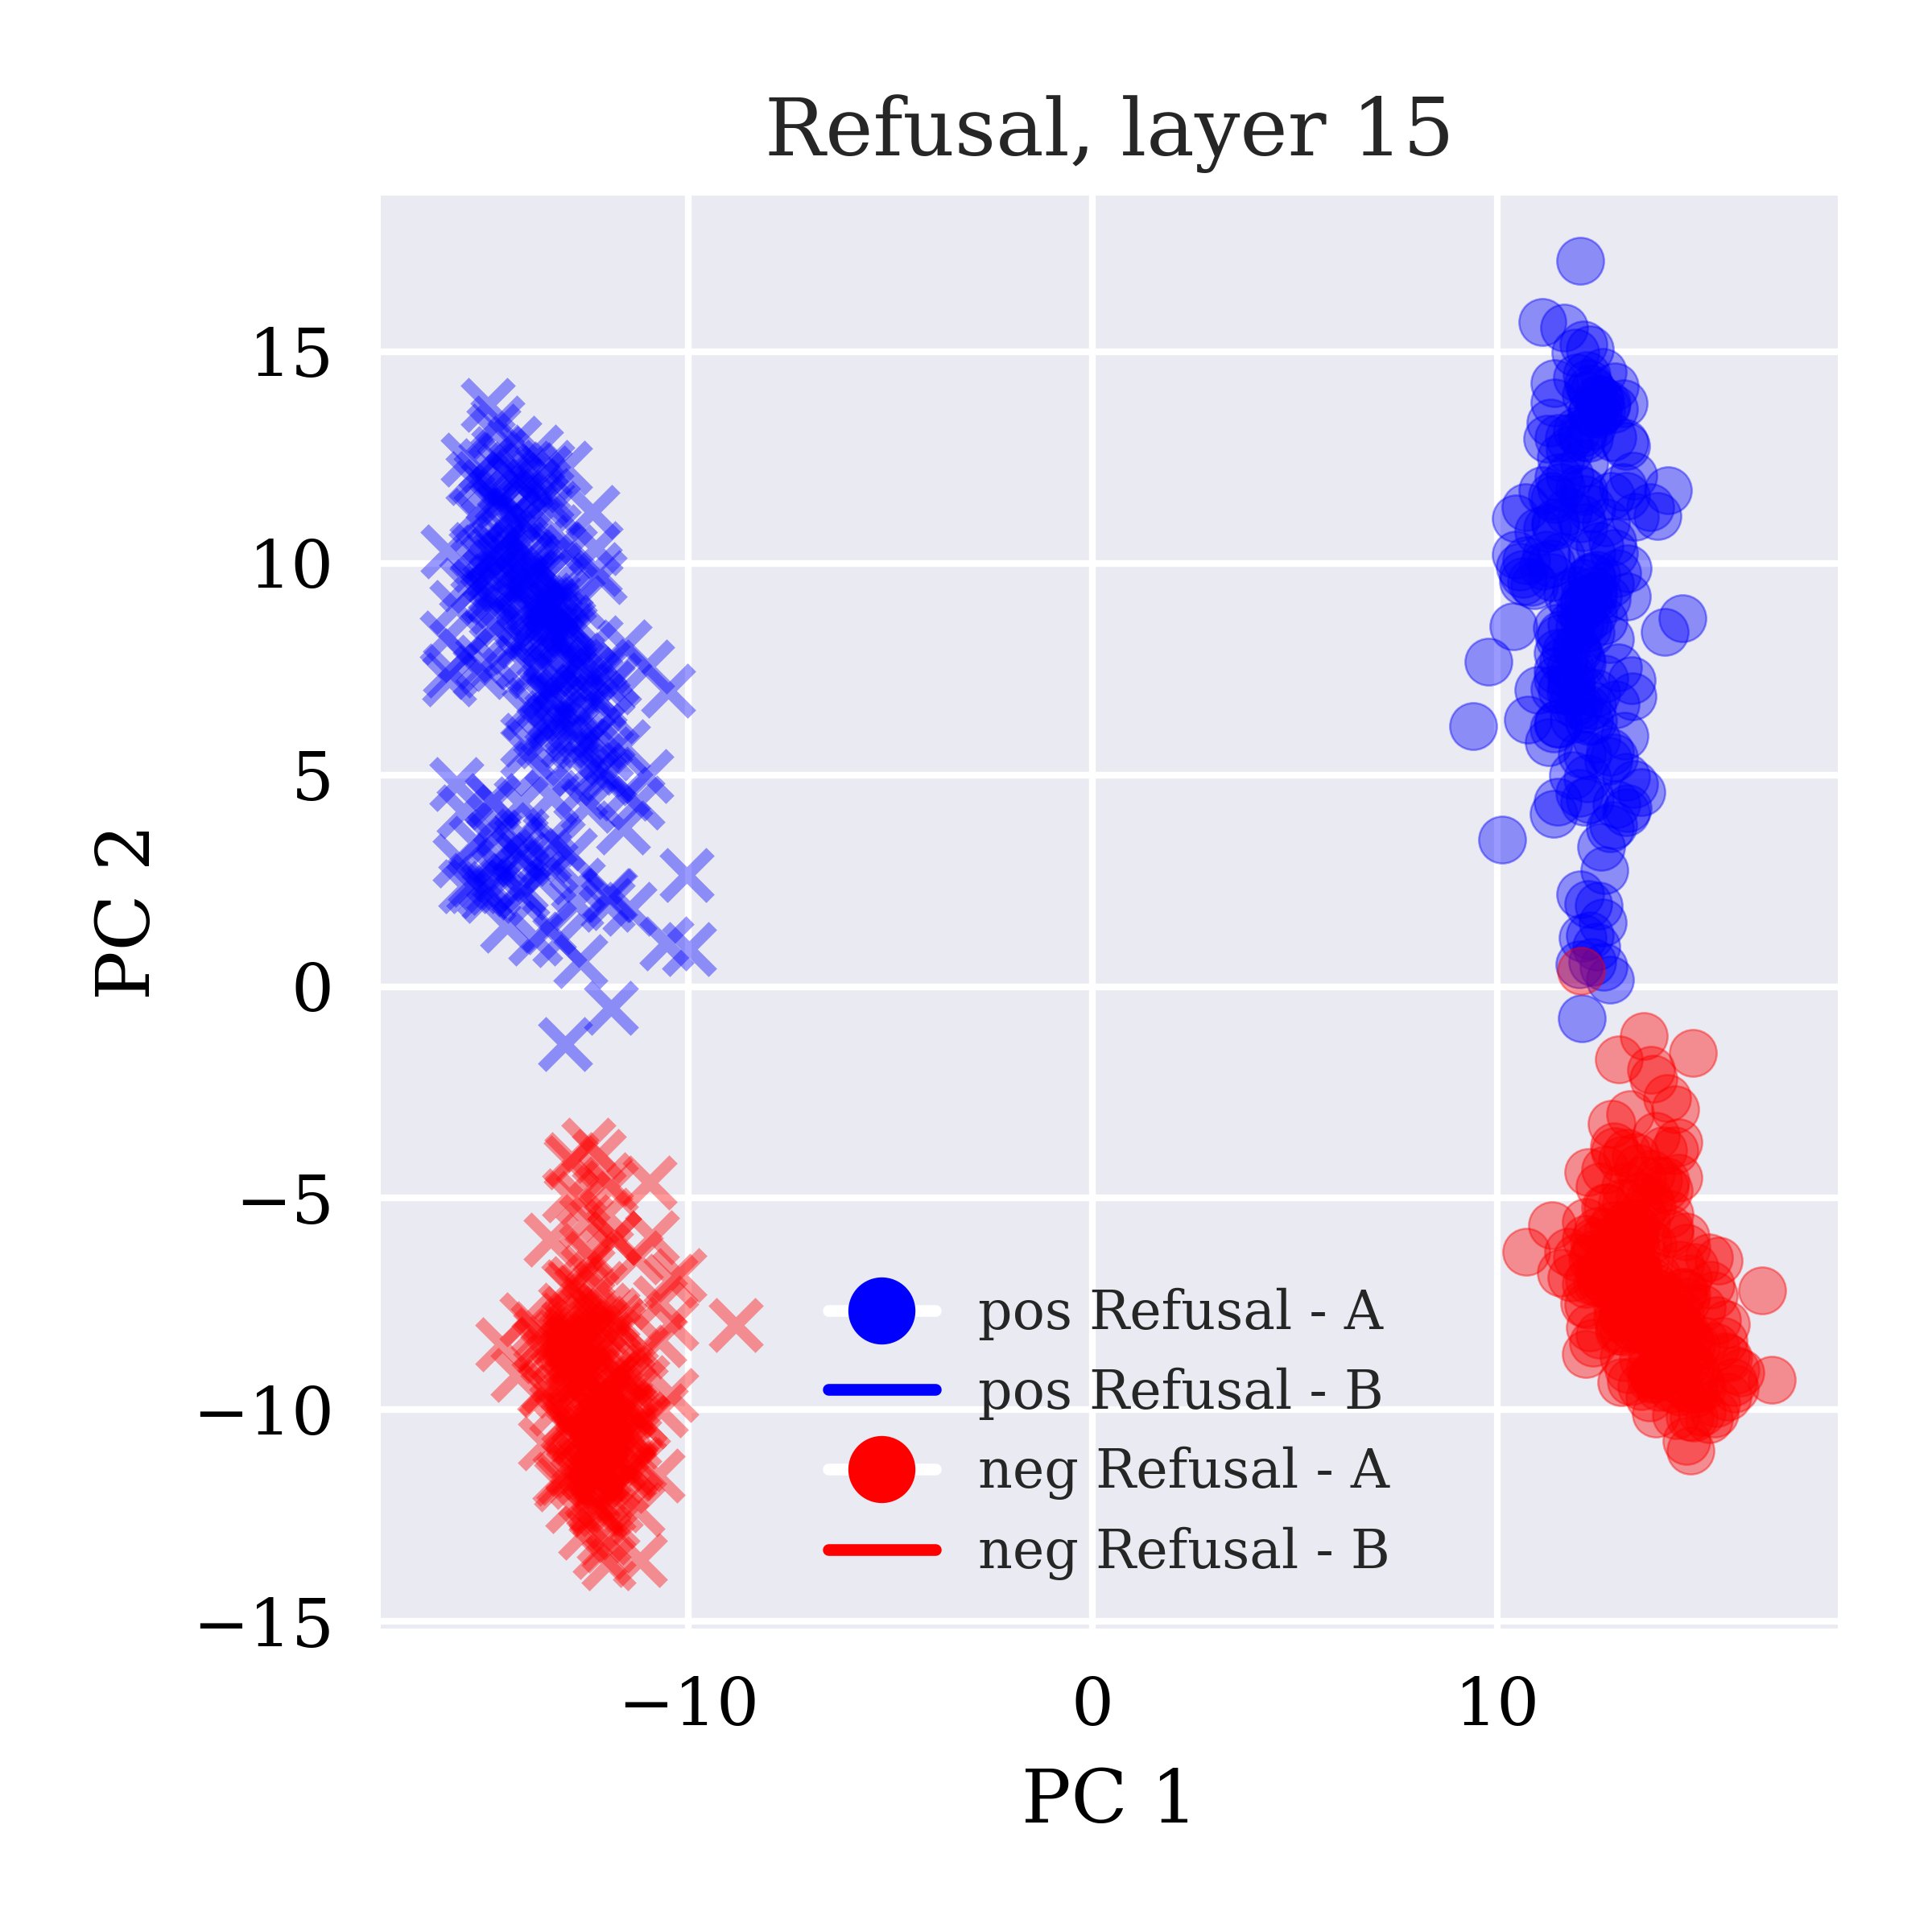 Refusal, layer 15
15
10
5
0
−5
−10
−15
PC 2
pos Refusal - A
pos Refusal - B
neg Refusal - A
neg Refusal - B
−10
0
10
PC 1